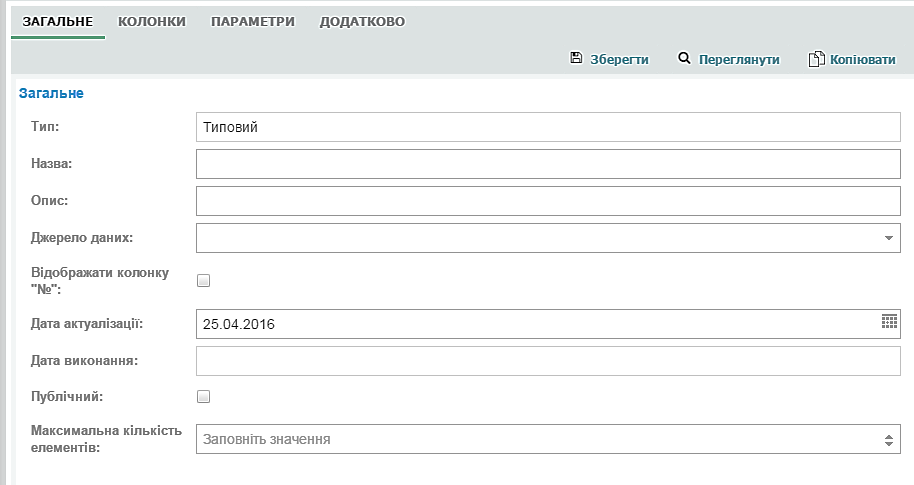 ЗАГАЛЬНЕ КОЛОНКИ ПАРАМЕТРИ ДОДАТКОВО
Зберегти Переглянути Копіювати
Загальне
Тип: Типовий
Назва:
Опис:
Джерело даних:
Відображати колонку
"№":
Дата актуалізації: 25.04.2016
Дата виконання:
Публічний:
Максимальна кількість
елементів: Заповніть значення